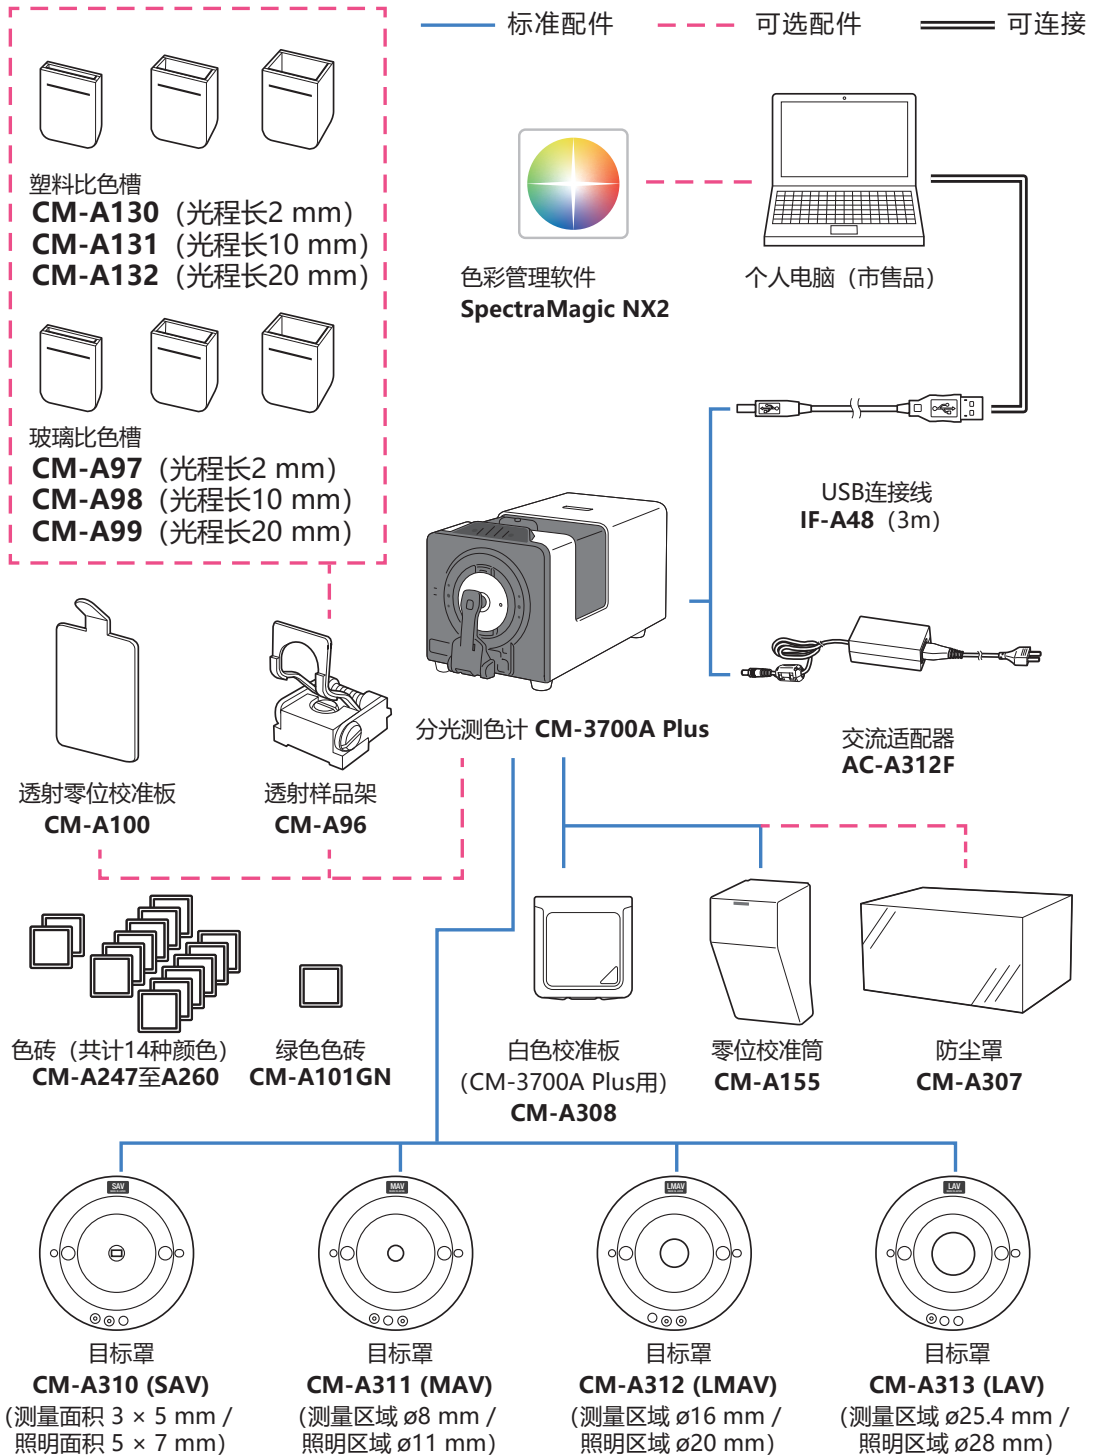 标准配件
可选配件
可连接
塑料比色槽
CM-A130（光程长2 mm）
CM-A131（光程长10 mm）
CM-A132（光程长20 mm）
色彩管理软件
SpectraMagic NX2
个人电脑（市售品）
玻璃比色槽
CM-A97（光程长2 mm）
CM-A98（光程长10 mm）
CM-A99（光程长20 mm）
USB连接线
IF-A48（3m）
分光测色计 CM-3700A Plus
交流适配器
AC-A312F
透射零位校准板
CM-A100
透射样品架
CM-A96
色砖（共计14种颜色）
CM-A247至A260
绿色色砖
CM-A101GN
白色校准板
（CM-3700A Plus用）
CM-A308
零位校准筒
CM-A155
防尘罩
CM-A307
SAV
MAV
LMAV
LAV
目标罩
CM-A310 (SAV)
（测量面积 3 × 5 mm /
照明面积 5 × 7 mm）
目标罩
CM-A311 (MAV)
（测量区域 ø8 mm /
照明区域 ø11 mm）
目标罩
CM-A312 (LMAV)
（测量区域 ø16 mm /
照明区域 ø20 mm）
目标罩
CM-A313 (LAV)
（测量区域 ø25.4 mm /
照明区域 ø28 mm）